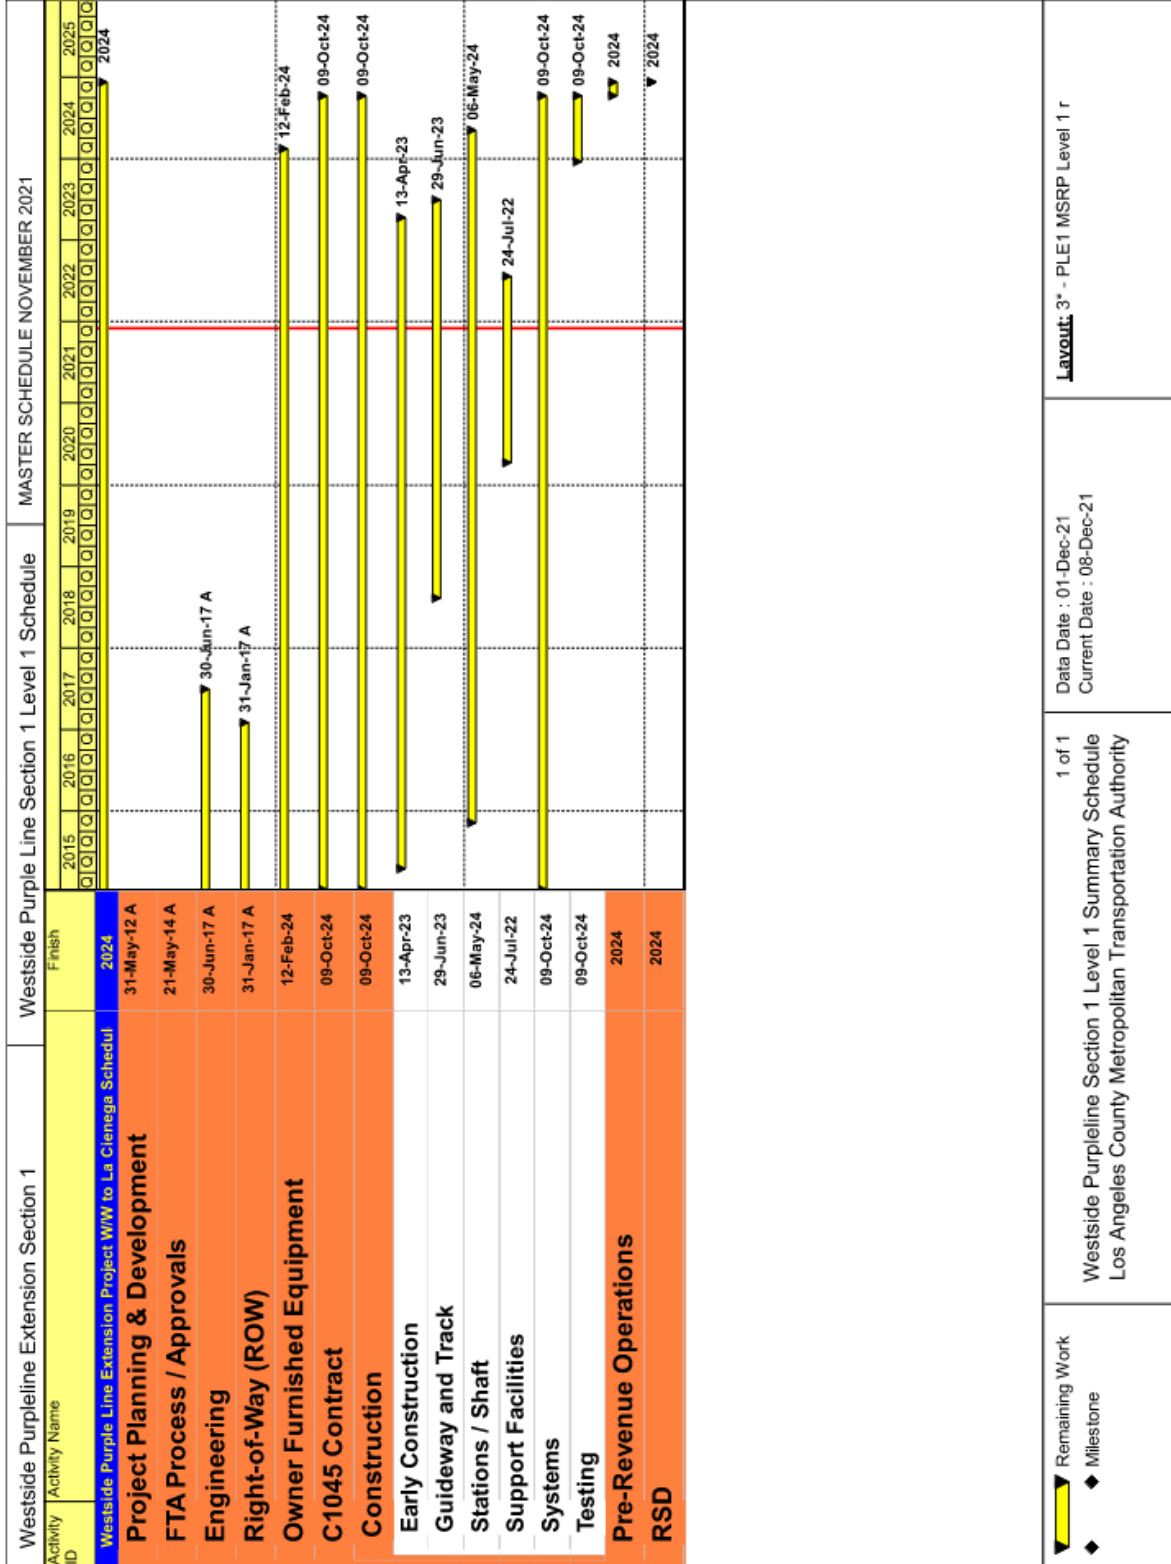 Westside Purpleline Extension Section 1
Westside Purple Line Section 1 Level 1 Schedule
MASTER SCHEDULE NOVEMBER 2021
Activity ID
Activity Name
Finish
2015 2016 2017 2018 2019 2020 2021 2022 2023 2024 2025
Q Q Q Q Q Q Q Q Q Q Q Q Q Q Q Q Q Q Q Q Q Q Q Q Q Q Q Q Q Q Q Q Q Q Q Q Q Q Q Q Q Q Q Q
Westside Purple Line Extension Project W/W to La Cienega Schedul 2024 2024
Project Planning & Development 31-May-12 A
FTA Process / Approvals 21-May-14 A
Engineering 30-Jun-17 A 30-Jun-17 A
Right-of-Way (ROW) 31-Jan-17 A 31-Jan-17 A
Owner Furnished Equipment 12-Feb-24 12-Feb-24
C1045 Contract 09-Oct-24 09-Oct-24
Construction 09-Oct-24 09-Oct-24
Early Construction 13-Apr-23 13-Apr-23
Guideway and Track 29-Jun-23 29-Jun-23
Stations / Shaft 06-May-24 06-May-24
Support Facilities 24-Jul-22 24-Jul-22
Systems 09-Oct-24 09-Oct-24
Testing 09-Oct-24 09-Oct-24
Pre-Revenue Operations 2024 2024
RSD 2024 2024
Remaining Work
Milestone
1 of 1
Westside Purpleline Section 1 Level 1 Summary Schedule
Los Angeles County Metropolitan Transportation Authority
Data Date : 01-Dec-21
Current Date : 08-Dec-21
Layout: 3* - PLE1 MSRP Level 1 r